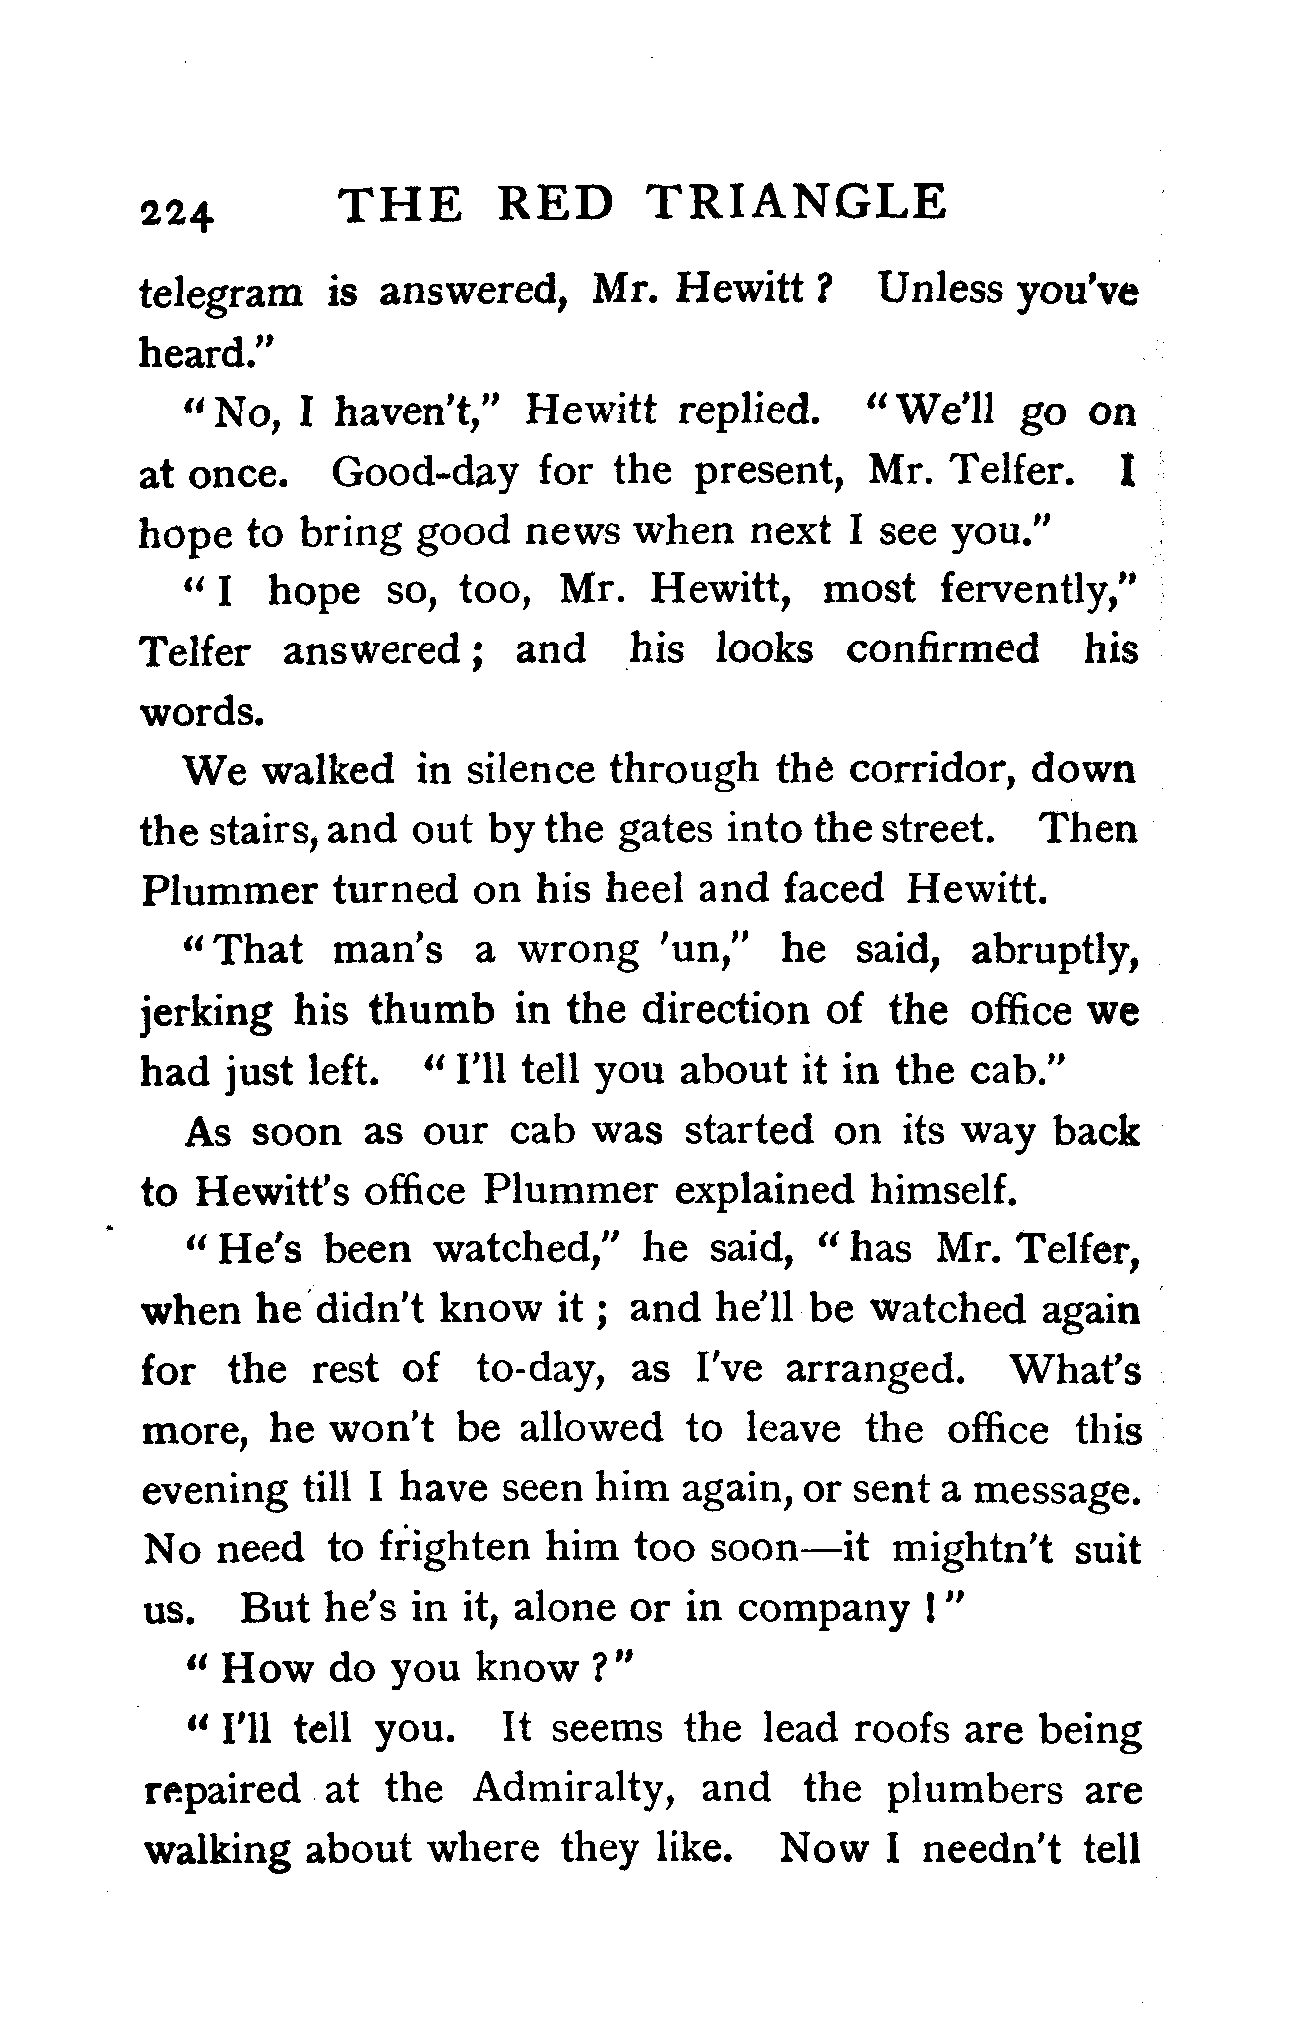 224 THE RED TRIANGLE
telegram is answered, Mr. Hewitt? Unless you've
heard."
"No, I haven't," Hewitt replied. "We'll go on
at once. Good-day for the present, Mr. Telfer. I
hope to bring good news when next I see you."
"I hope so, too, Mr. Hewitt, most fervently,"
Telfer answered; and his looks confirmed his
words.
We walked in silence through the corridor, down
the stairs, and out by the gates into the street. Then
Plummer turned on his heel and faced Hewitt.
"That man's a wrong 'un," he said, abruptly,
jerking his thumb in the direction of the office we
had just left. "I'll tell you about it in the cab."
As soon as our cab was started on its way back
to Hewitt's office Plummer explained himself.
"He's been watched," he said, "has Mr. Telfer,
when he didn't know it; and he'll be watched again
for the rest of to-day, as I've arranged. What's
more, he won't be allowed to leave the office this
evening till I have seen him again, or sent a message.
No need to frighten him too soon—it mightn't suit
us. But he's in it, alone or in company!"
"How do you know?"
"I'll tell you. It seems the lead roofs are being
repaired at the Admiralty, and the plumbers are
walking about where they like. Now I needn't tell